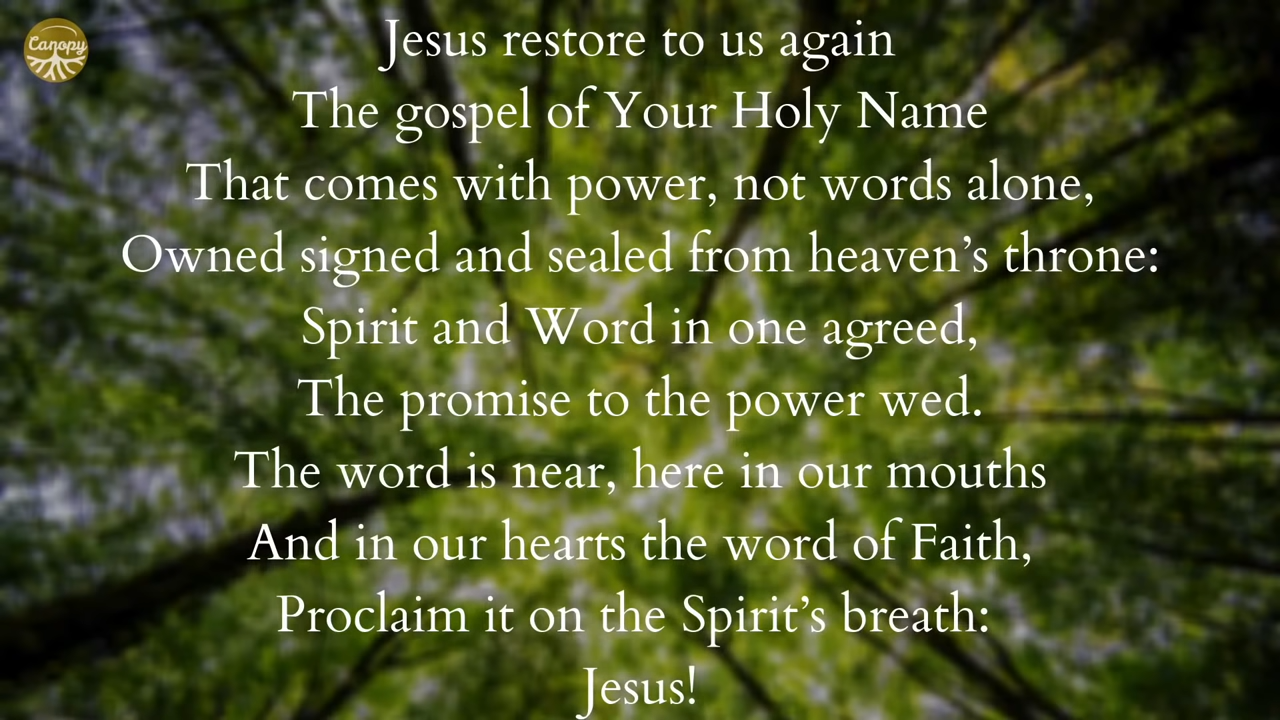 Canopy
Jesus restore to us again
The gospel of Your Holy Name
That comes with power, not words alone,
Owned signed and sealed from heaven’s throne:
Spirit and Word in one agreed,
The promise to the power wed.
The word is near, here in our mouths
And in our hearts the word of Faith,
Proclaim it on the Spirit’s breath:
Jesus!